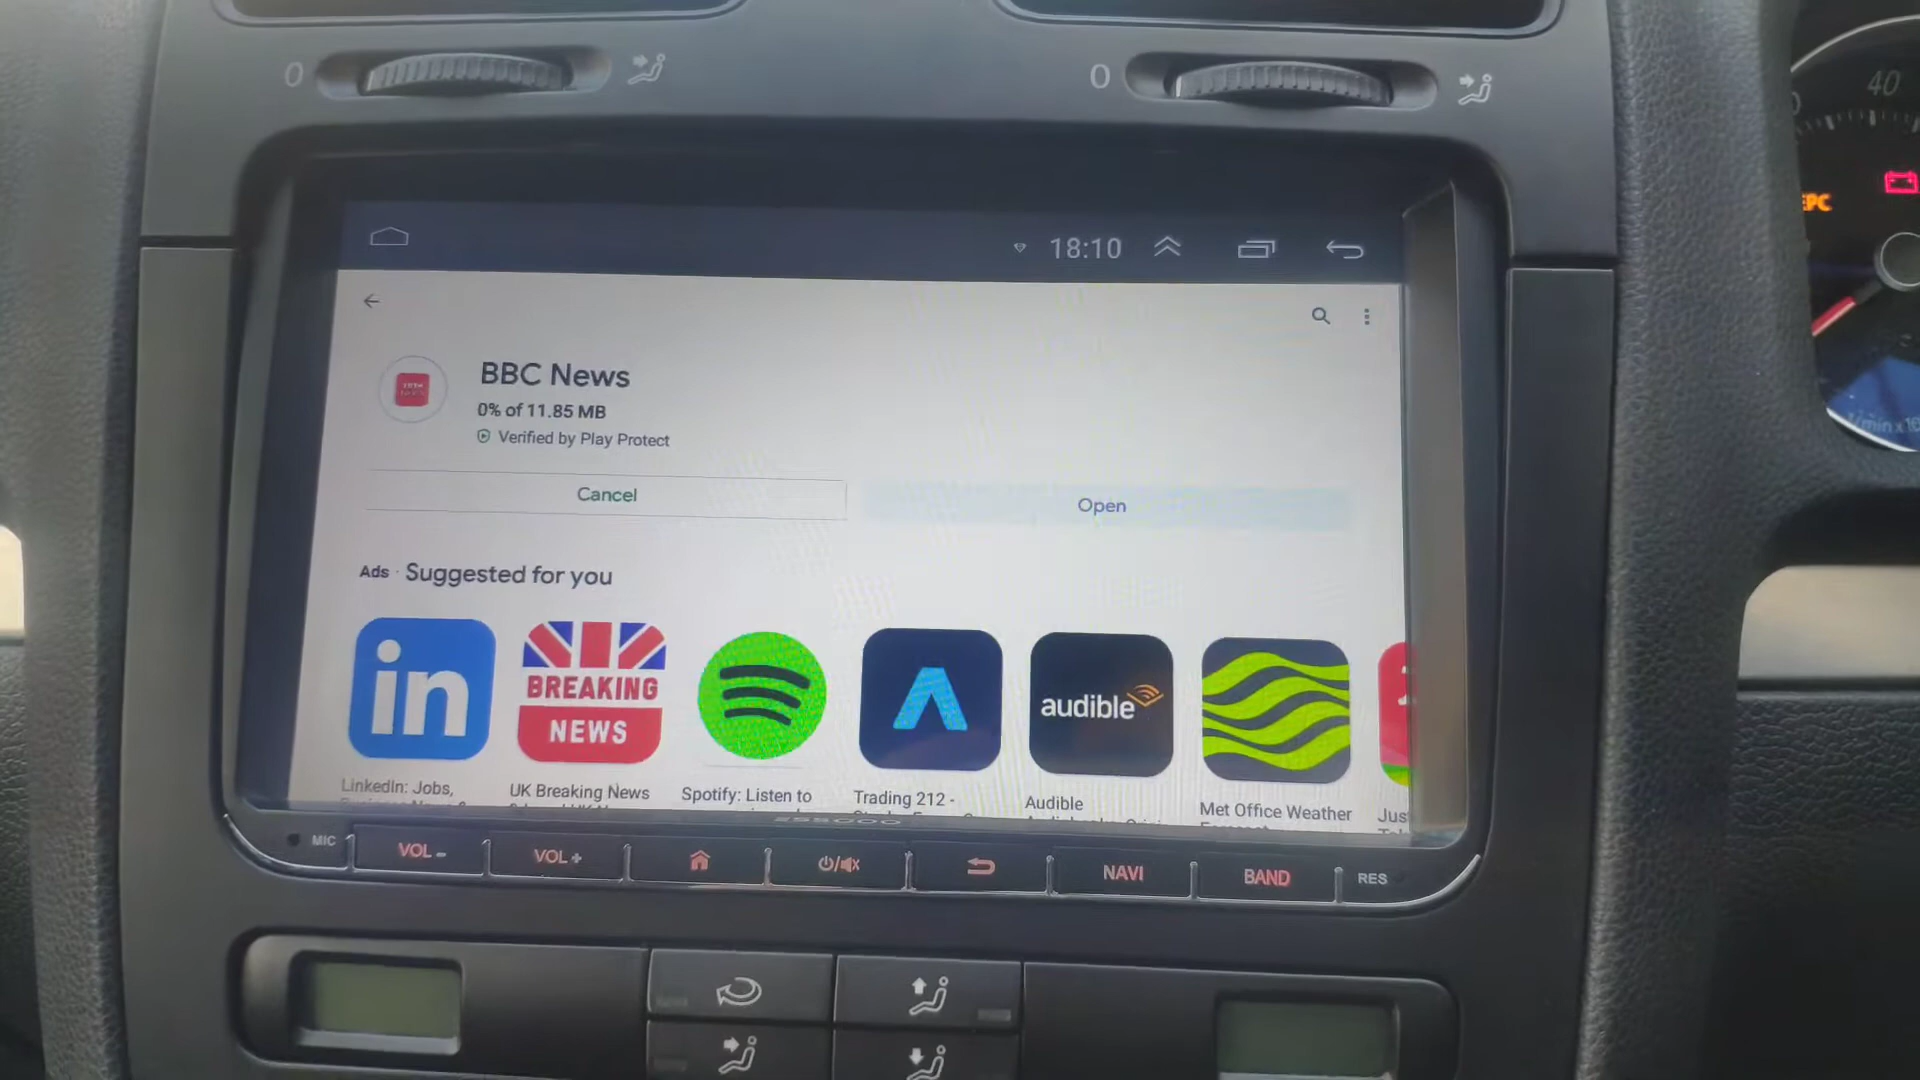 0
0
40
EPC
18:10
BBC News
0% of 11.85 MB
Verified by Play Protect
Cancel
Open
Ads · Suggested for you
in
BREAKING
NEWS
audible
LinkedIn: Jobs,
UK Breaking News
Spotify: Listen to
Trading 212 -
Audible
Met Office Weather
Just
MIC
VOL -
VOL +
NAVI
BAND
RES